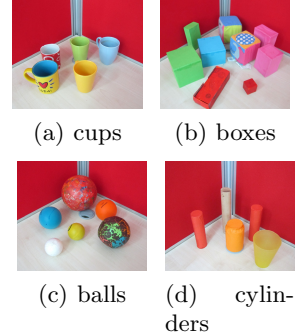 (a) cups
(b) boxes
(c) balls
(d) cylin-
ders